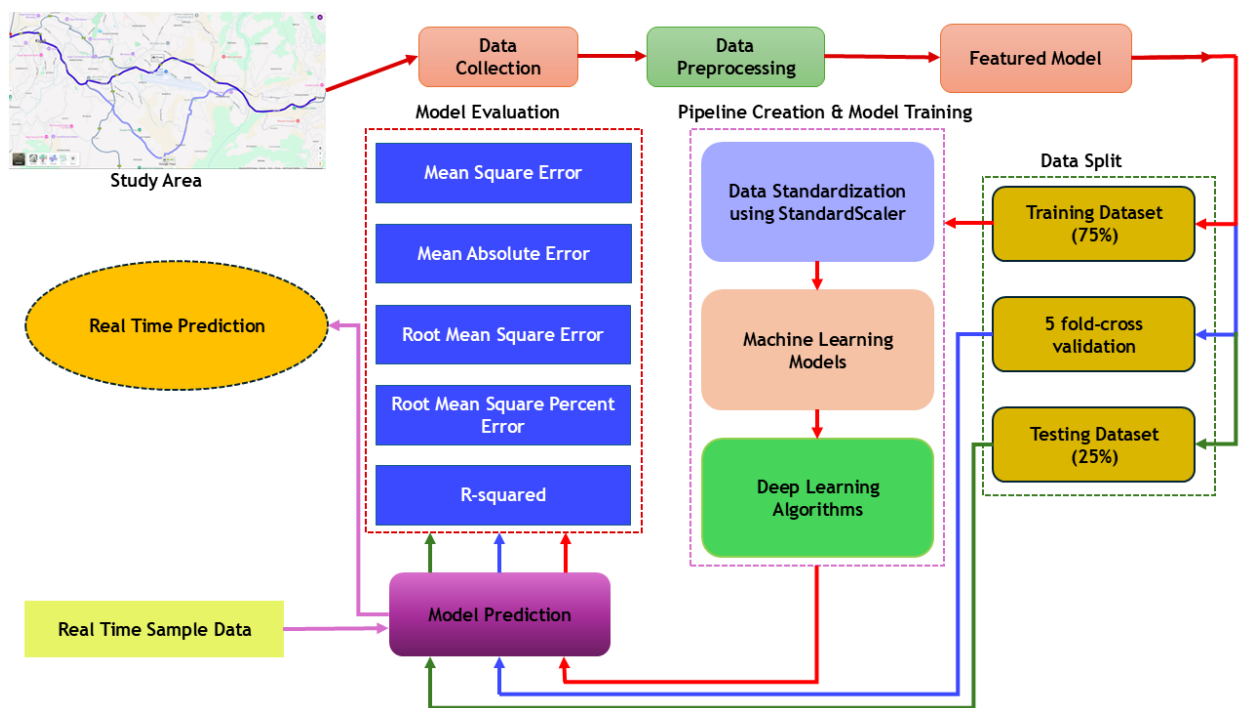 Data
Collection
Data
Preprocessing
Featured Model
Study Area
Model Evaluation
Mean Square Error
Mean Absolute Error
Root Mean Square Error
Root Mean Square Percent
Error
R-squared
Pipeline Creation & Model Training
Data Standardization
using StandardScaler
Machine Learning
Models
Deep Learning
Algorithms
Data Split
Training Dataset
(75%)
5 fold-cross
validation
Testing Dataset
(25%)
Real Time Prediction
Real Time Sample Data
Model Prediction